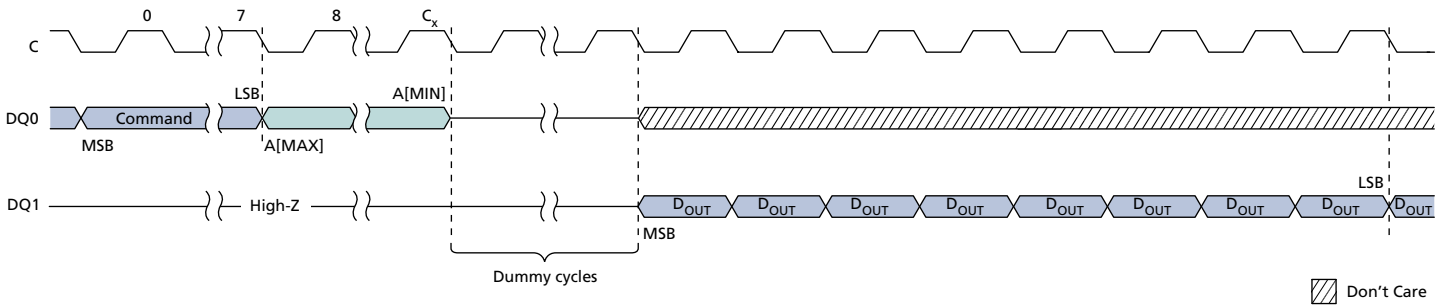 0 7 8 Cx
C
LSB A[MIN]
DQ0 Command
MSB A[MAX]
LSB
DQ1 High-Z DOUT DOUT DOUT DOUT DOUT DOUT DOUT DOUT DOUT
MSB
Dummy cycles
Don't Care